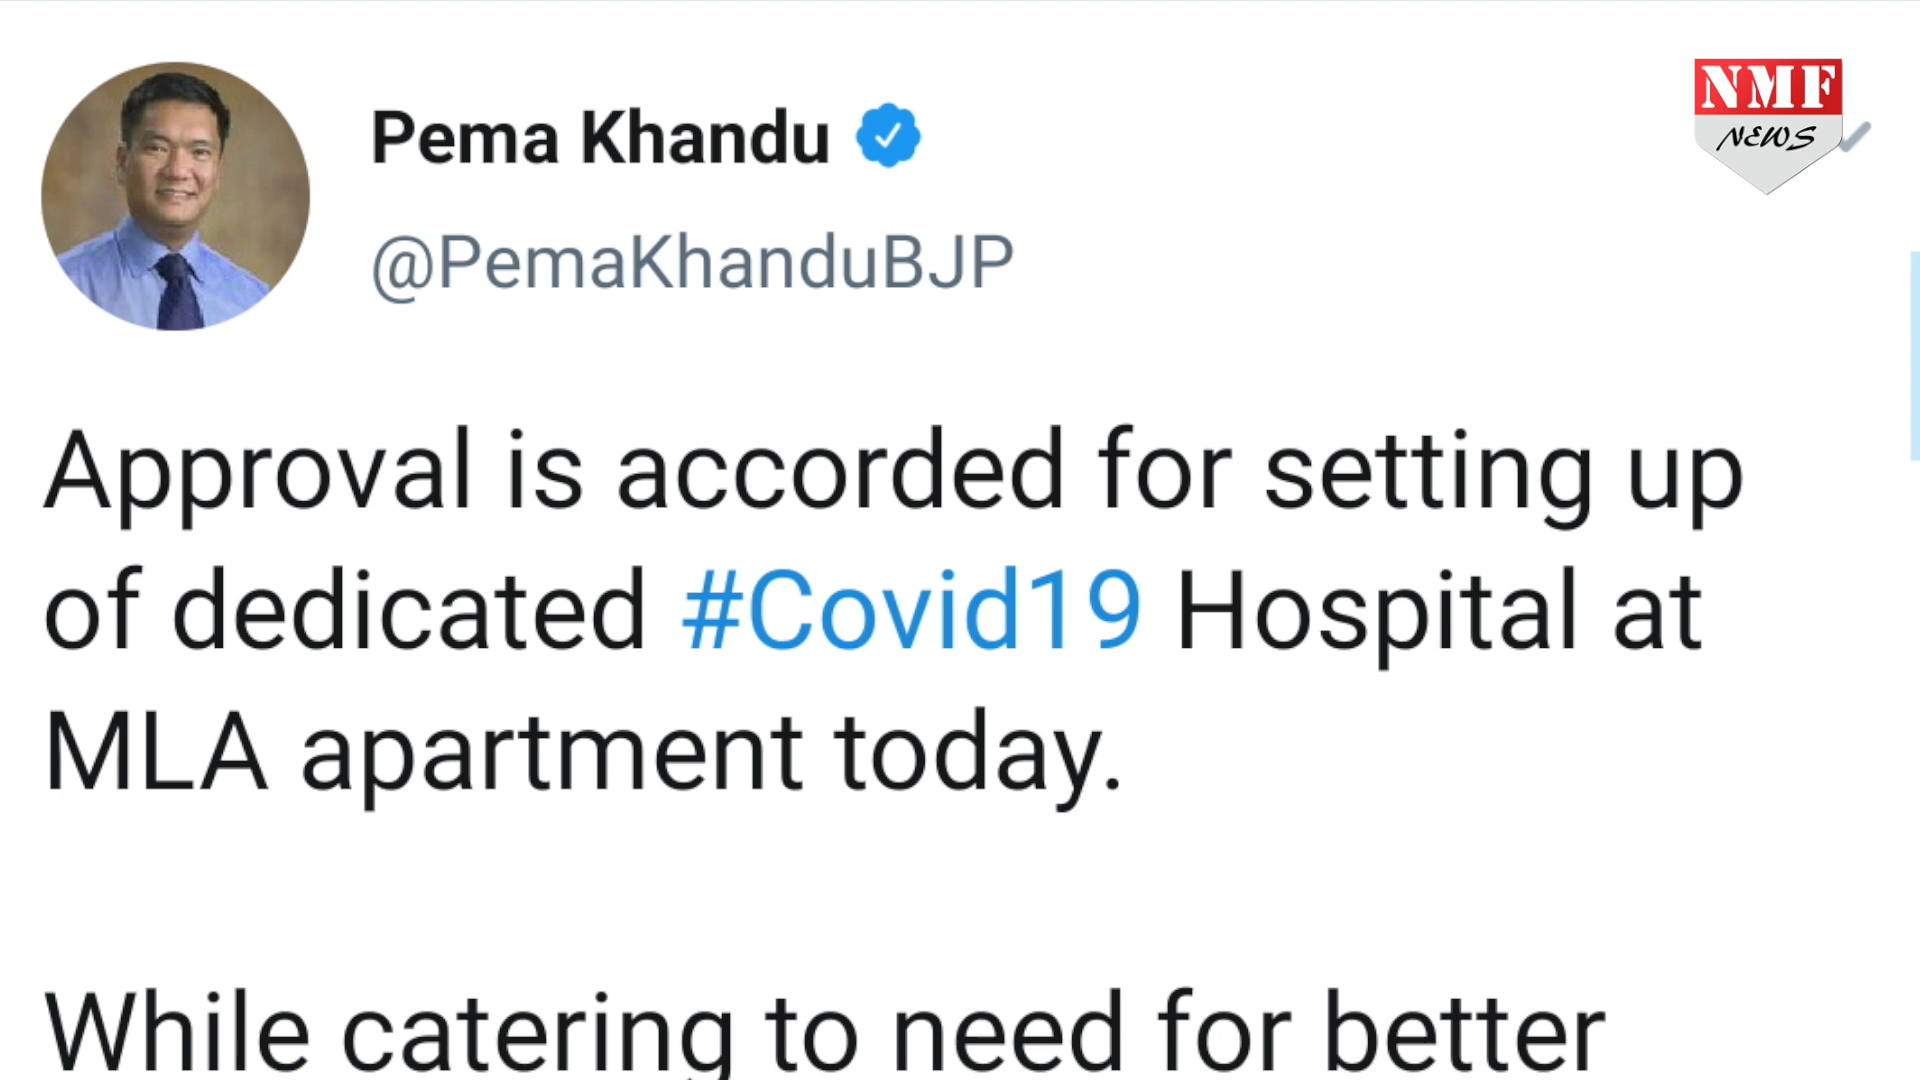 Pema Khandu
@PemaKhanduBJP
NMF
NEWS
Approval is accorded for setting up
of dedicated #Covid19 Hospital at
MLA apartment today.
While catering to need for better